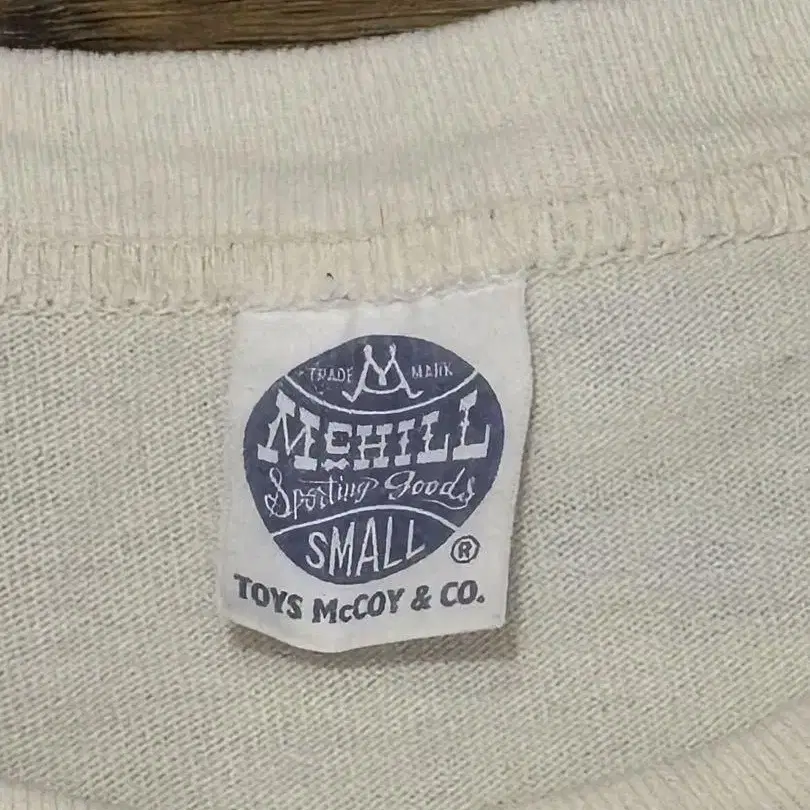 TRADE MARK
McHILL
Sporting Goods
SMALL ®
TOYS McCOY & CO.